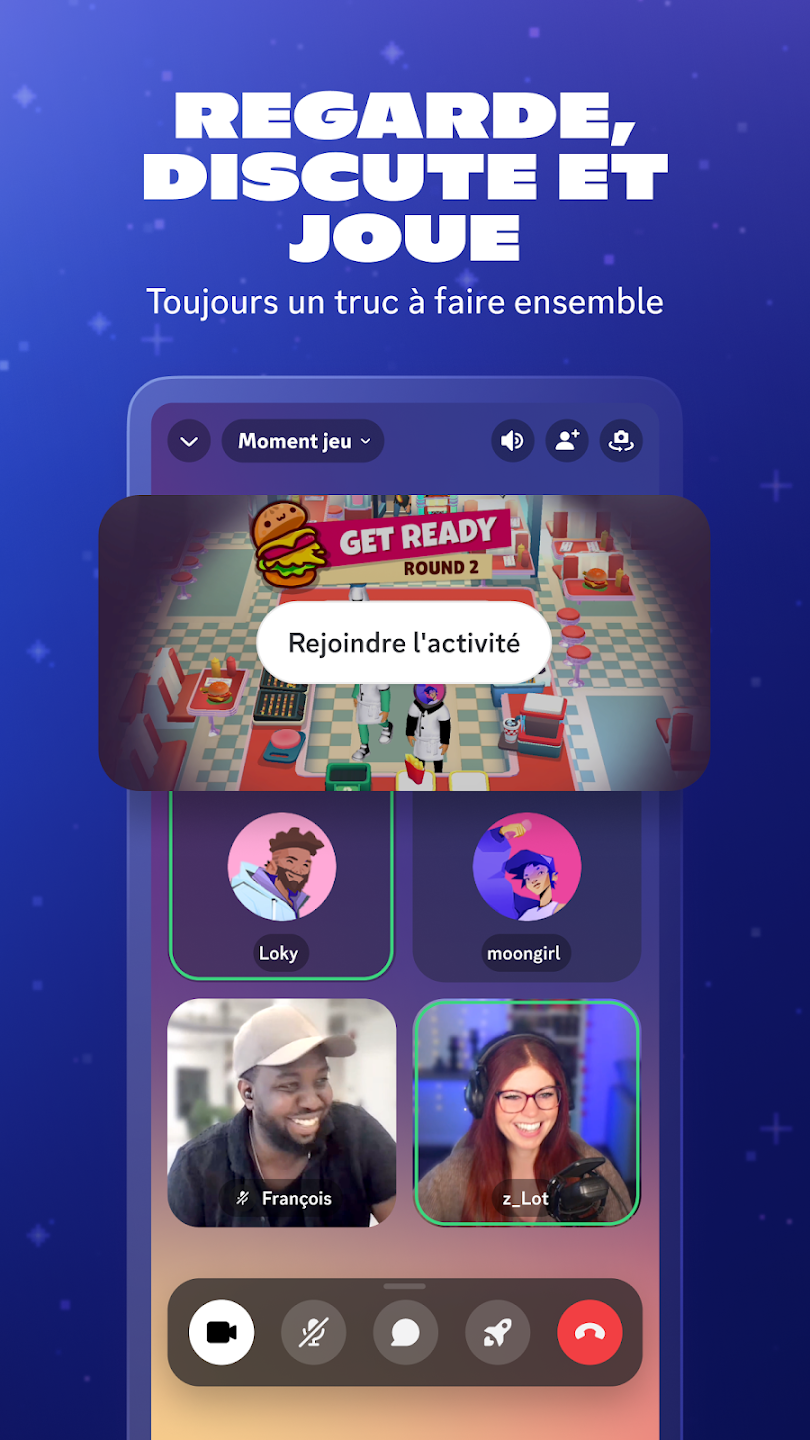 REGARDE,
DISCUTE ET
JOUE
Toujours un truc à faire ensemble
Moment jeu
GET READY
ROUND 2
Rejoindre l'activité
Loky
moongirl
François
z_Lot